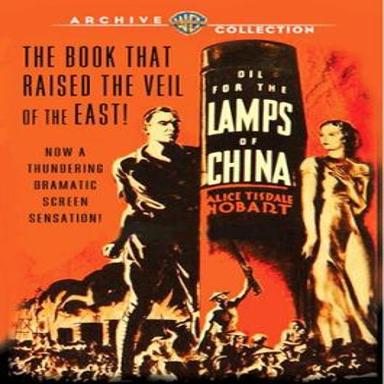 ARCHIVE WB COLLECTION
THE BOOK THAT
RAISED THE VEIL
OF THE EAST!
NOW A
THUNDERING
DRAMATIC
SCREEN
SENSATION!
OIL
FOR THE
LAMPS
OF
CHINA
ALICE TISDALE
HOBART